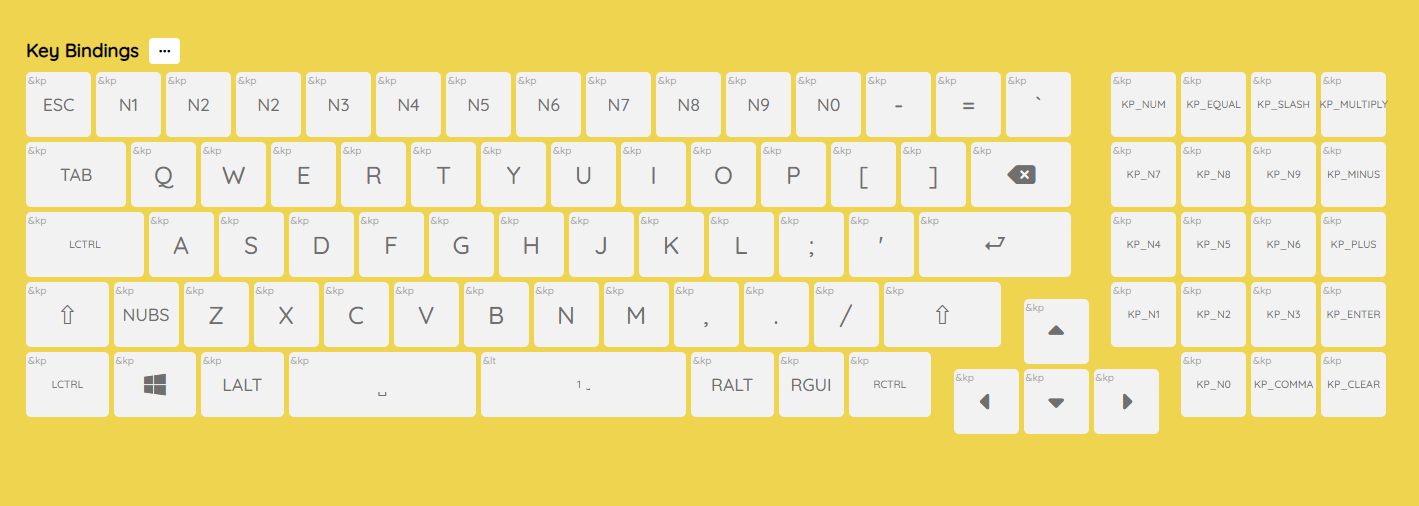 Key Bindings ...
&kp &kp &kp &kp &kp &kp &kp &kp &kp &kp &kp &kp &kp &kp &kp &kp &kp &kp &kp
ESC N1 N2 N2 N3 N4 N5 N6 N7 N8 N9 N0 - = ` KP_NUM KP_EQUAL KP_SLASH KP_MULTIPLY
&kp &kp &kp &kp &kp &kp &kp &kp &kp &kp &kp &kp &kp &kp &kp &kp &kp &kp
TAB Q W E R T Y U I O P [ ] ⌫ KP_N7 KP_N8 KP_N9 KP_MINUS
&kp &kp &kp &kp &kp &kp &kp &kp &kp &kp &kp &kp &kp &kp &kp &kp &kp
LCTRL A S D F G H J K L ; ' KP_N4 KP_N5 KP_N6 KP_PLUS
&kp &kp &kp &kp &kp &kp &kp &kp &kp &kp &kp &kp &kp &kp &kp &kp &kp &kp
⇧ NUBS Z X C V B N M , . / ⇧ KP_N1 KP_N2 KP_N3 KP_ENTER
&kp &kp &kp &kp &lt &kp &kp &kp &kp &kp &kp &kp &kp &kp
LCTRL LALT ␣ 1 ␣ RALT RGUI RCTRL KP_N0 KP_COMMA KP_CLEAR